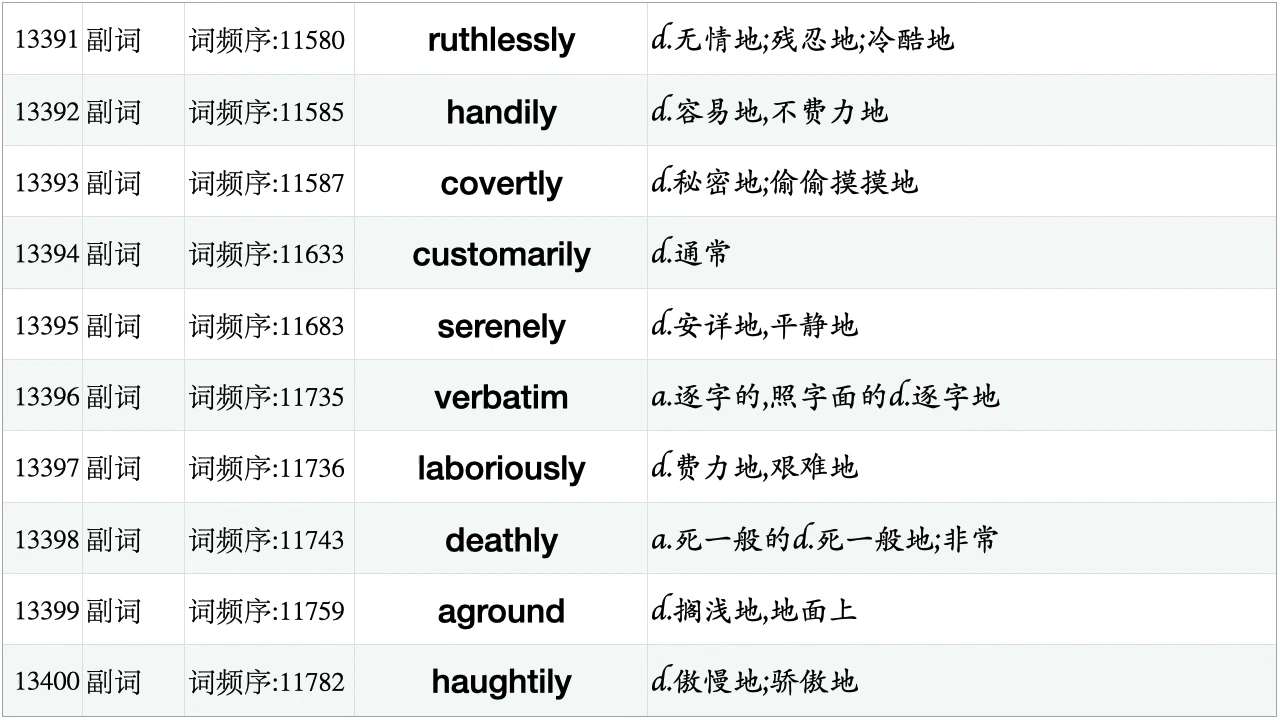 13391 副词 词频序:11580 ruthlessly d.无情地;残忍地;冷酷地
13392 副词 词频序:11585 handily d.容易地,不费力地
13393 副词 词频序:11587 covertly d.秘密地;偷偷摸摸地
13394 副词 词频序:11633 customarily d.通常
13395 副词 词频序:11683 serenely d.安详地,平静地
13396 副词 词频序:11735 verbatim a.逐字的,照字面的d.逐字地
13397 副词 词频序:11736 laboriously d.费力地,艰难地
13398 副词 词频序:11743 deathly a.死一般的d.死一般地;非常
13399 副词 词频序:11759 aground d.搁浅地,地面上
13400 副词 词频序:11782 haughtily d.傲慢地;骄傲地